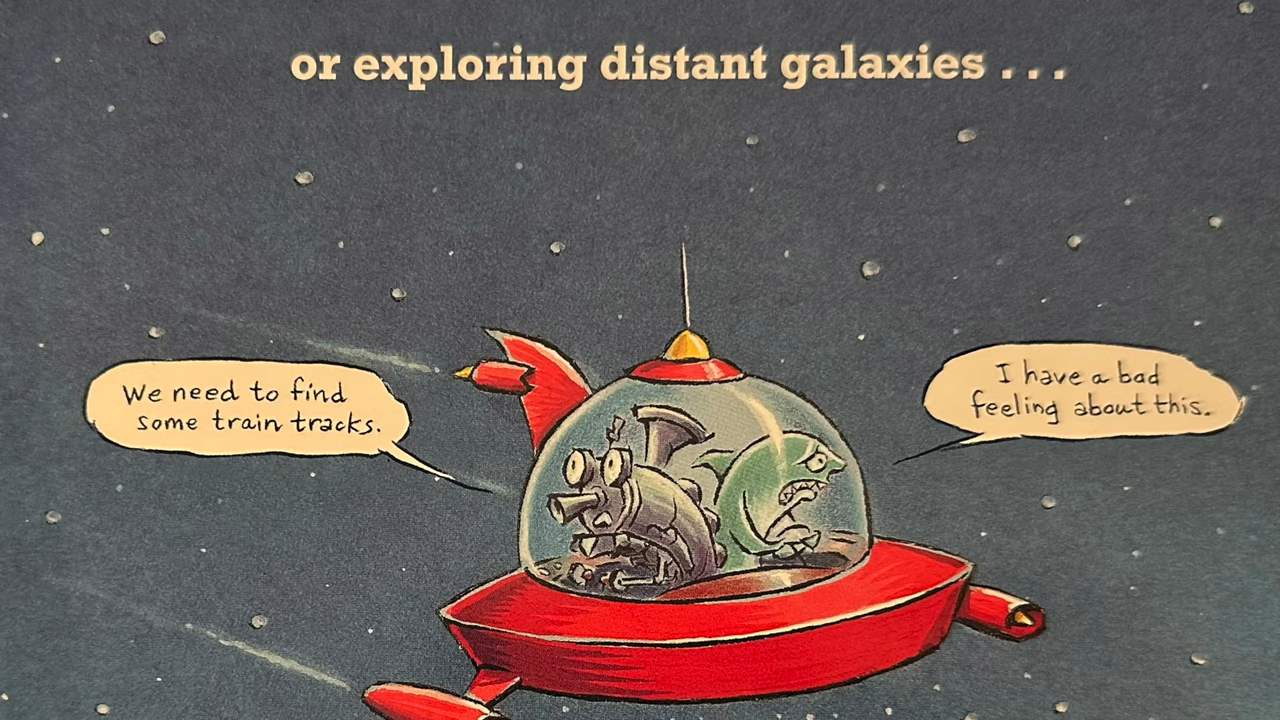 or exploring distant galaxies . . .
We need to find
some train tracks.
I have a bad
feeling about this.